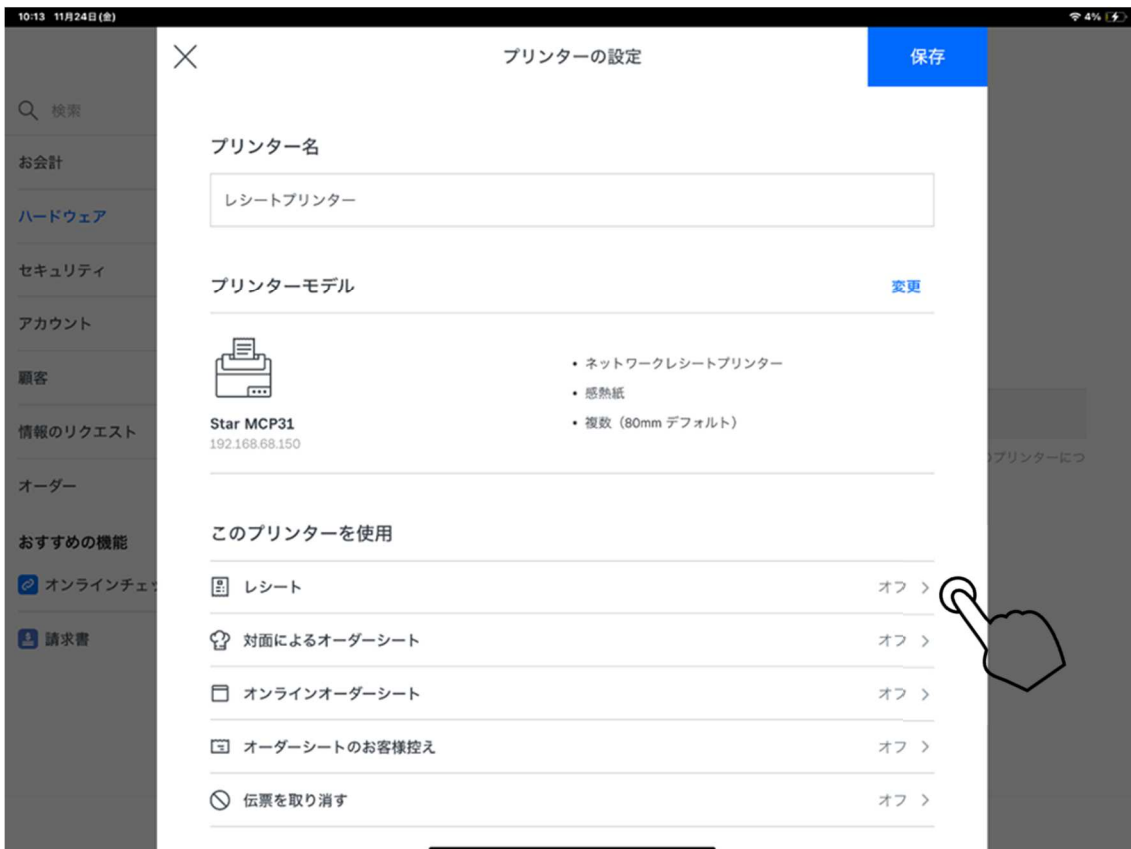 10:13 11月24日(金)
4%
プリンターの設定
保存
検索
お会計
ハードウェア
セキュリティ
アカウント
顧客
情報のリクエスト
オーダー
おすすめの機能
オンラインチェッ
請求書
プリンター名
レシートプリンター
プリンターモデル
変更
Star MCP31
192.168.68.150
• ネットワークレシートプリンター
• 感熱紙
• 複数（80mm デフォルト）
プリンターにつ
このプリンターを使用
レシート オフ
対面によるオーダーシート オフ
オンラインオーダーシート オフ
オーダーシートのお客様控え オフ
伝票を取り消す オフ